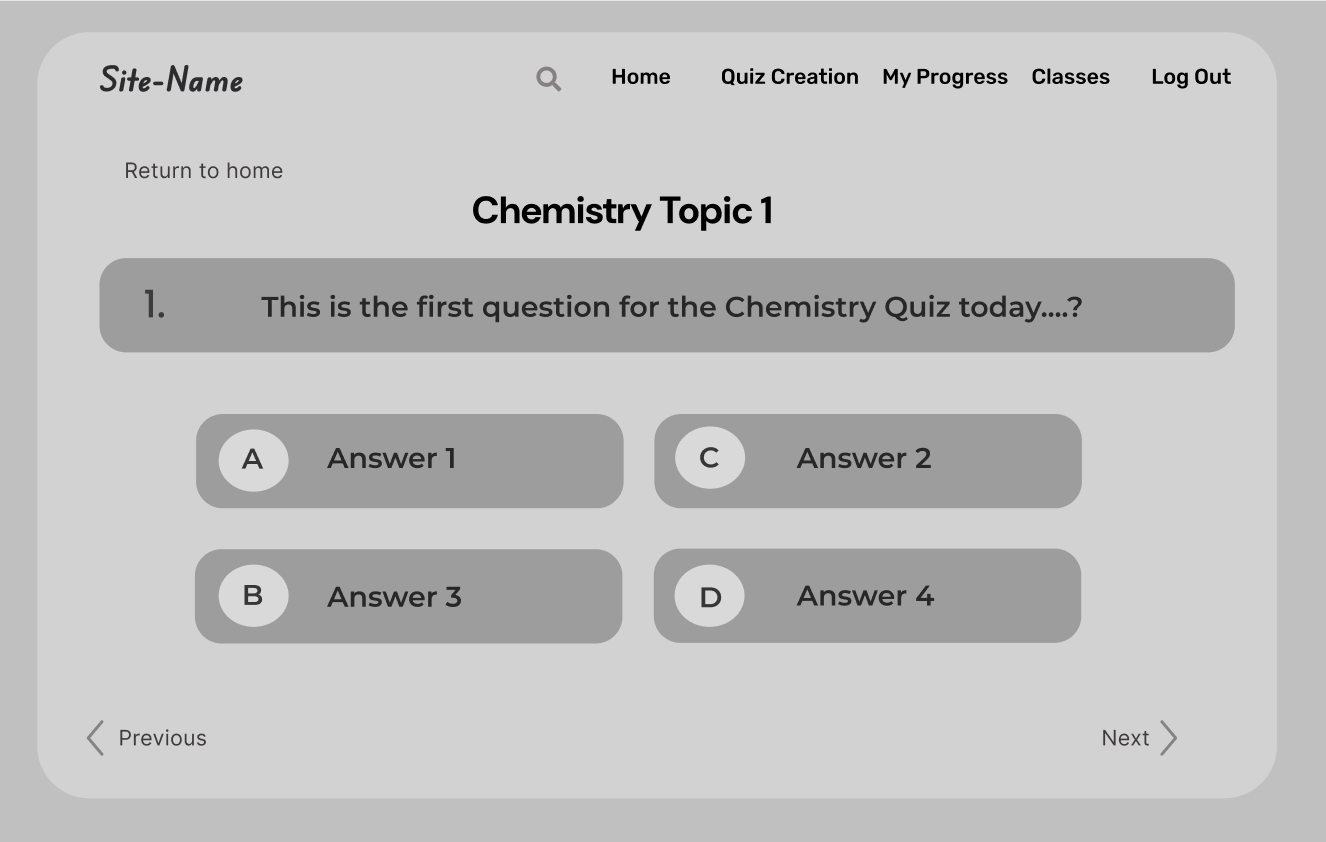 Site-Name
Home Quiz Creation My Progress Classes Log Out
Return to home
Chemistry Topic 1
1. This is the first question for the Chemistry Quiz today....?
A Answer 1
C Answer 2
B Answer 3
D Answer 4
Previous
Next